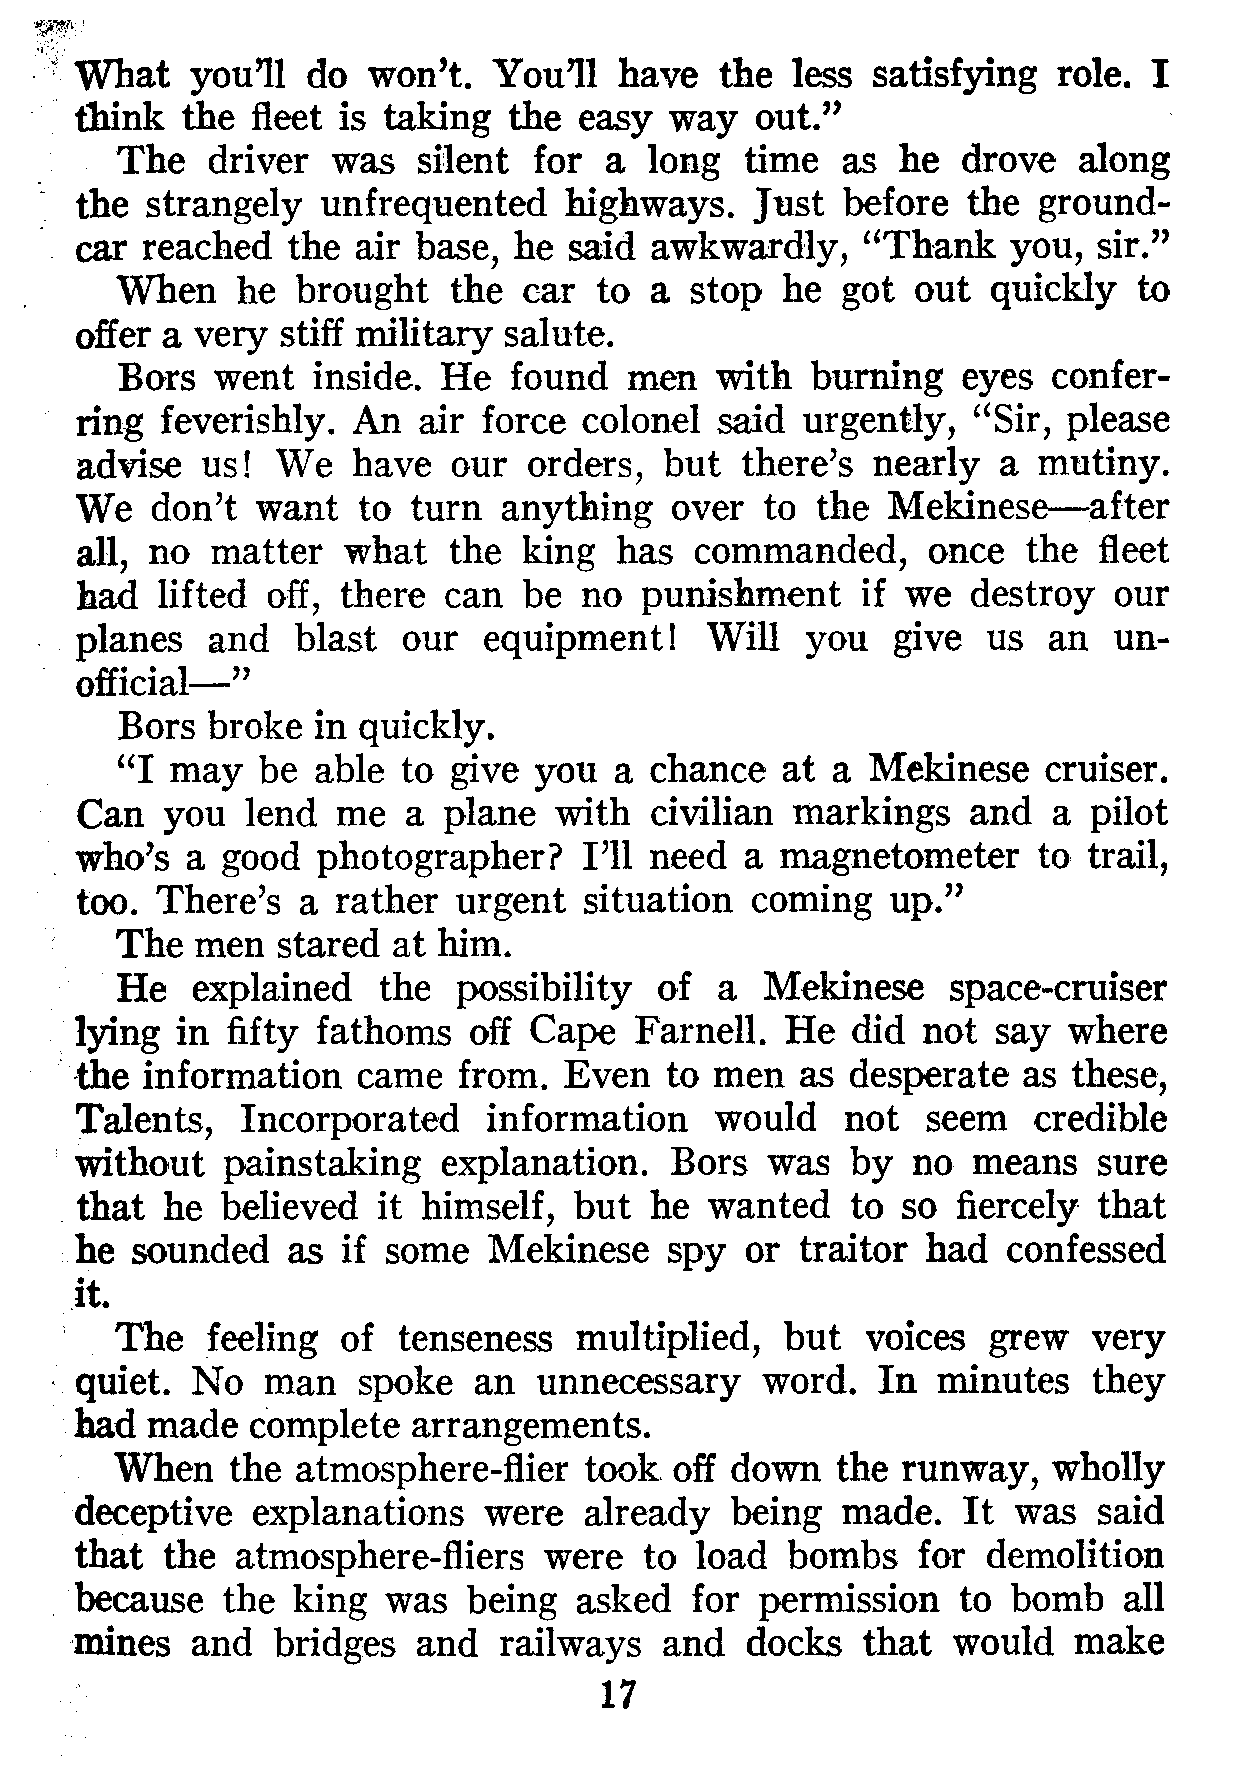 What you'll do won't. You'll have the less satisfying role. I
think the fleet is taking the easy way out.”
The driver was silent for a long time as he drove along
the strangely unfrequented highways. Just before the ground-
car reached the air base, he said awkwardly, “Thank you, sir.”
When he brought the car to a stop he got out quickly to
offer a very stiff military salute.
Bors went inside. He found men with burning eyes confer-
ring feverishly. An air force colonel said urgently, “Sir, please
advise us! We have our orders, but there's nearly a mutiny.
We don't want to turn anything over to the Mekinese—after
all, no matter what the king has commanded, once the fleet
had lifted off, there can be no punishment if we destroy our
planes and blast our equipment! Will you give us an un-
official—”
Bors broke in quickly.
“I may be able to give you a chance at a Mekinese cruiser.
Can you lend me a plane with civilian markings and a pilot
who's a good photographer? I'll need a magnetometer to trail,
too. There's a rather urgent situation coming up.”
The men stared at him.
He explained the possibility of a Mekinese space-cruiser
lying in fifty fathoms off Cape Farnell. He did not say where
the information came from. Even to men as desperate as these,
Talents, Incorporated information would not seem credible
without painstaking explanation. Bors was by no means sure
that he believed it himself, but he wanted to so fiercely that
he sounded as if some Mekinese spy or traitor had confessed
it.
The feeling of tenseness multiplied, but voices grew very
quiet. No man spoke an unnecessary word. In minutes they
had made complete arrangements.
When the atmosphere-flier took off down the runway, wholly
deceptive explanations were already being made. It was said
that the atmosphere-fliers were to load bombs for demolition
because the king was being asked for permission to bomb all
mines and bridges and railways and docks that would make
17